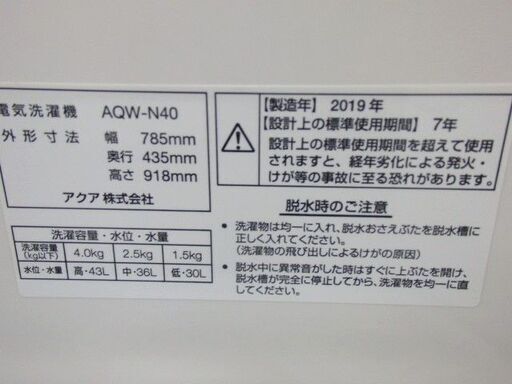 電気洗濯機 AQW-N40
外形寸法 幅 785mm
奥行 435mm
高さ 918mm
アクア株式会社
洗濯容量・水位・水量
洗濯容量(kg以下) 4.0kg 2.5kg 1.5kg
水位・水量 高・43L 中・36L 低・30L
【製造年】2019年
【設計上の標準使用期間】7年
設計上の標準使用期間を超えて使用
されますと、経年劣化による発火・
けが等の事故に至る恐れがあります。
脱水時のご注意
・洗濯物は均一に入れ、脱水おさえぶたを脱水槽に
正しく入れてください。
(洗濯物の飛び出しによるけがの原因)
・脱水中に異常音がした時はすぐに上ぶたを開け、
脱水槽が完全に停止してから、洗濯物を均一に直
してください。